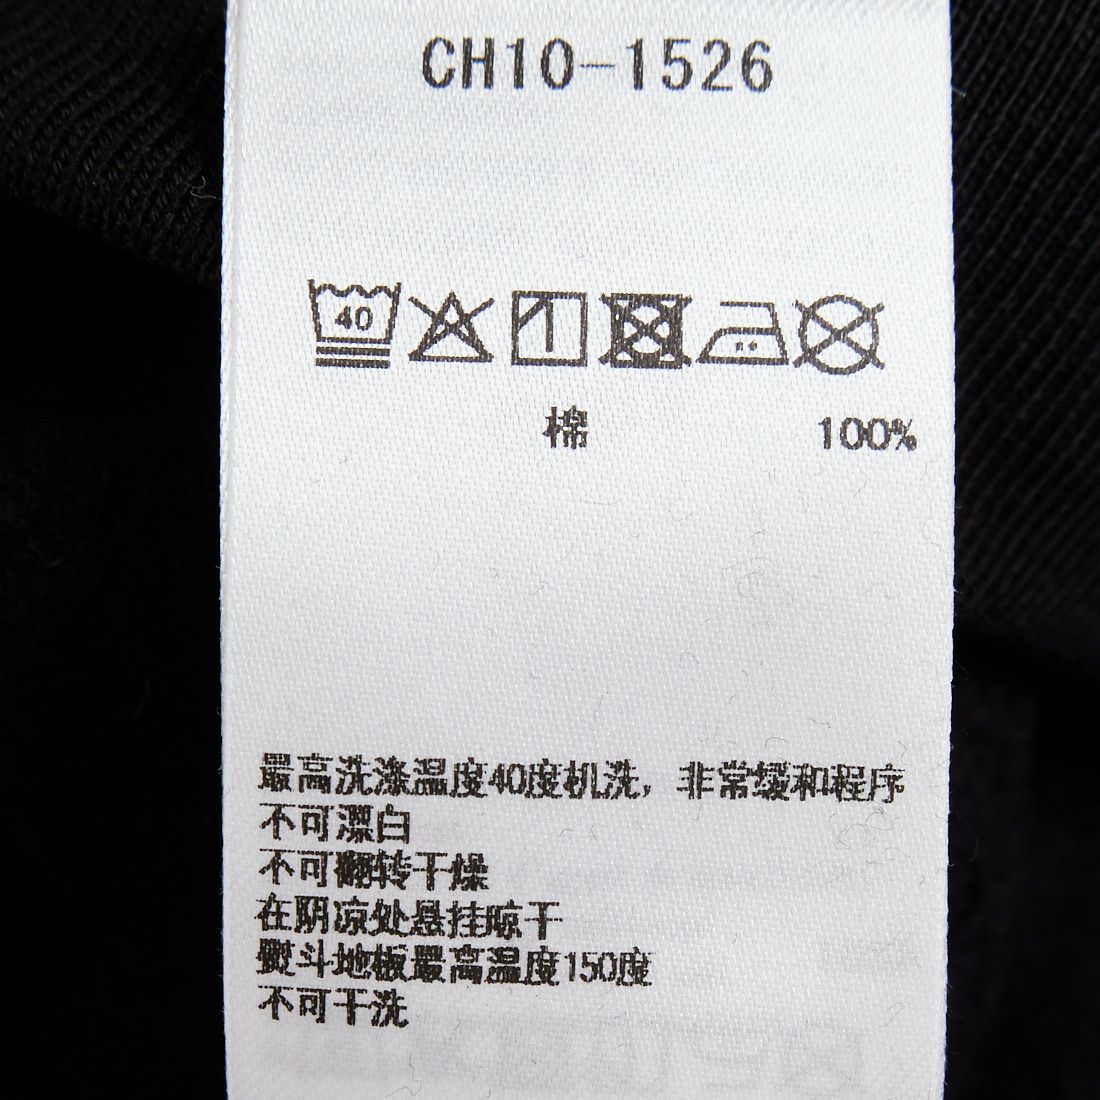 CH10-1526
40
棉 100%
最高洗涤温度40度机洗，非常缓和程序
不可漂白
不可翻转干燥
在阴凉处悬挂晾干
熨斗地板最高温度150度
不可干洗